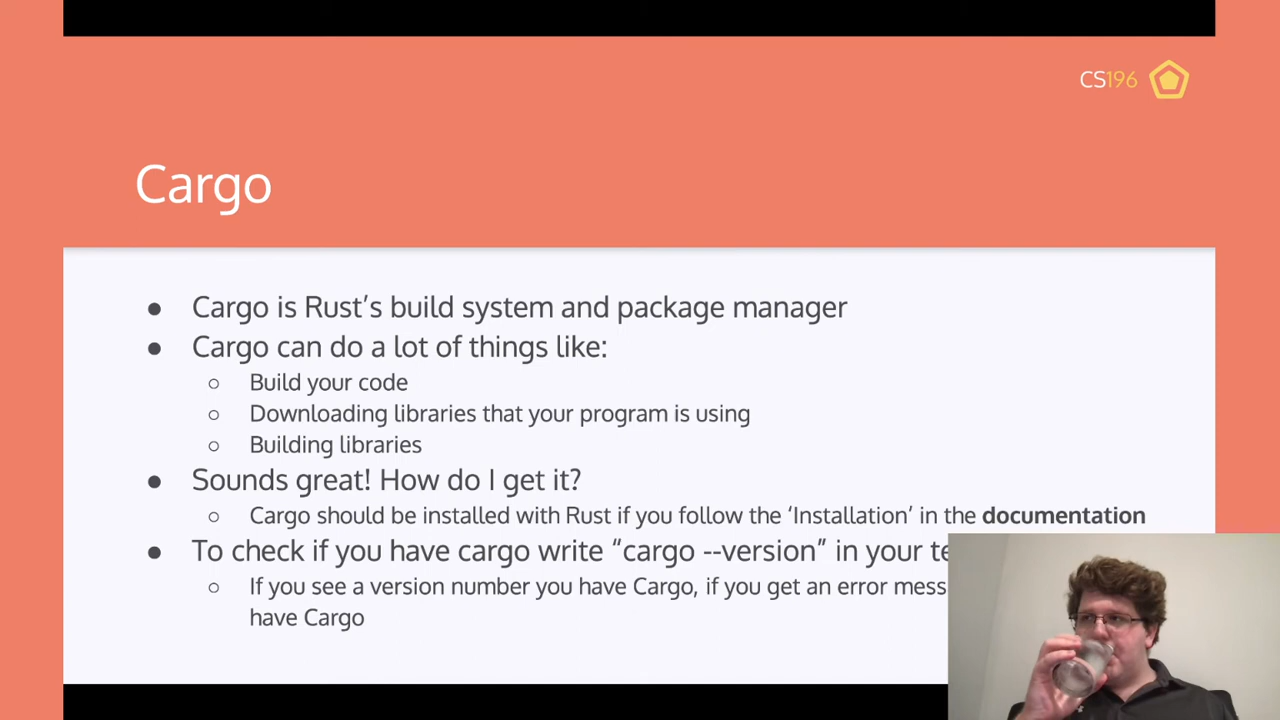 CS196
Cargo
● Cargo is Rust’s build system and package manager
● Cargo can do a lot of things like:
○ Build your code
○ Downloading libraries that your program is using
○ Building libraries
● Sounds great! How do I get it?
○ Cargo should be installed with Rust if you follow the ‘Installation’ in the documentation
● To check if you have cargo write “cargo --version” in your
○ If you see a version number you have Cargo, if you get an error
have Cargo